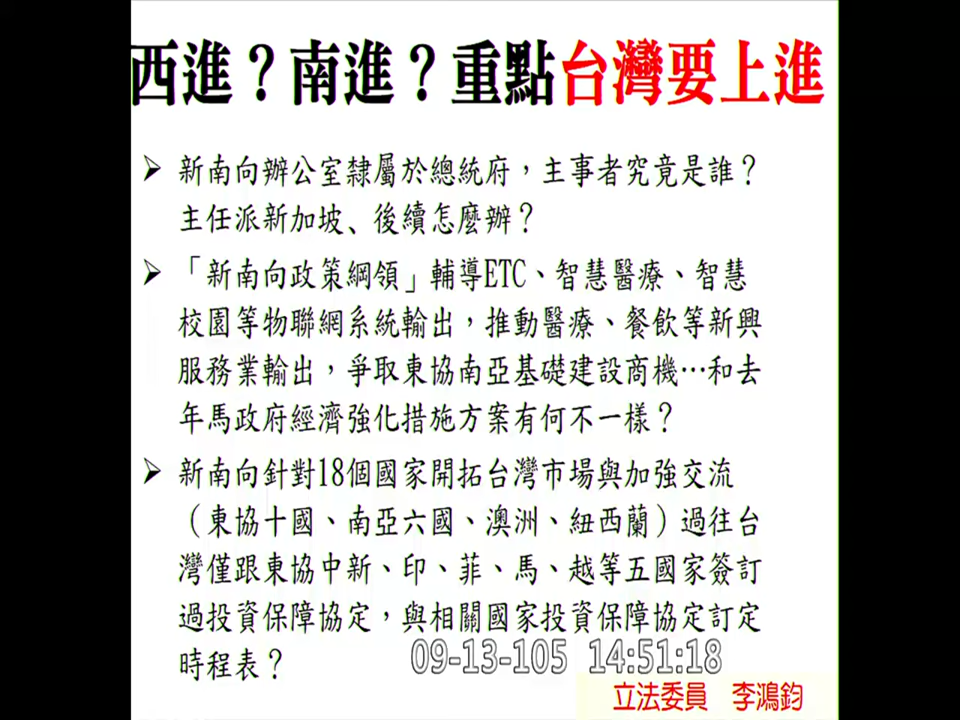 西進？南進？重點台灣要上進
➢ 新南向辦公室隸屬於總統府，主事者究竟是誰？
主任派新加坡、後續怎麼辦？
➢ 「新南向政策綱領」輔導ETC、智慧醫療、智慧
校園等物聯網系統輸出，推動醫療、餐飲等新興
服務業輸出，爭取東協南亞基礎建設商機…和去
年馬政府經濟強化措施方案有何不一樣？
➢ 新南向針對18個國家開拓台灣市場與加強交流
（東協十國、南亞六國、澳洲、紐西蘭）過往台
灣僅跟東協中新、印、菲、馬、越等五國家簽訂
過投資保障協定，與相關國家投資保障協定訂定
時程表？
09-13-105 14:51:18
立法委員 李鴻鈞